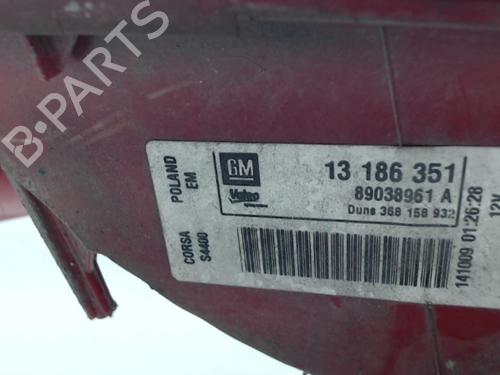 B-PARTS
GM
13 186 351
Valeo
89038961 A
Duns 368 158 932
POLAND
EM
CORSA
S4400
141009 01:26:28
12V